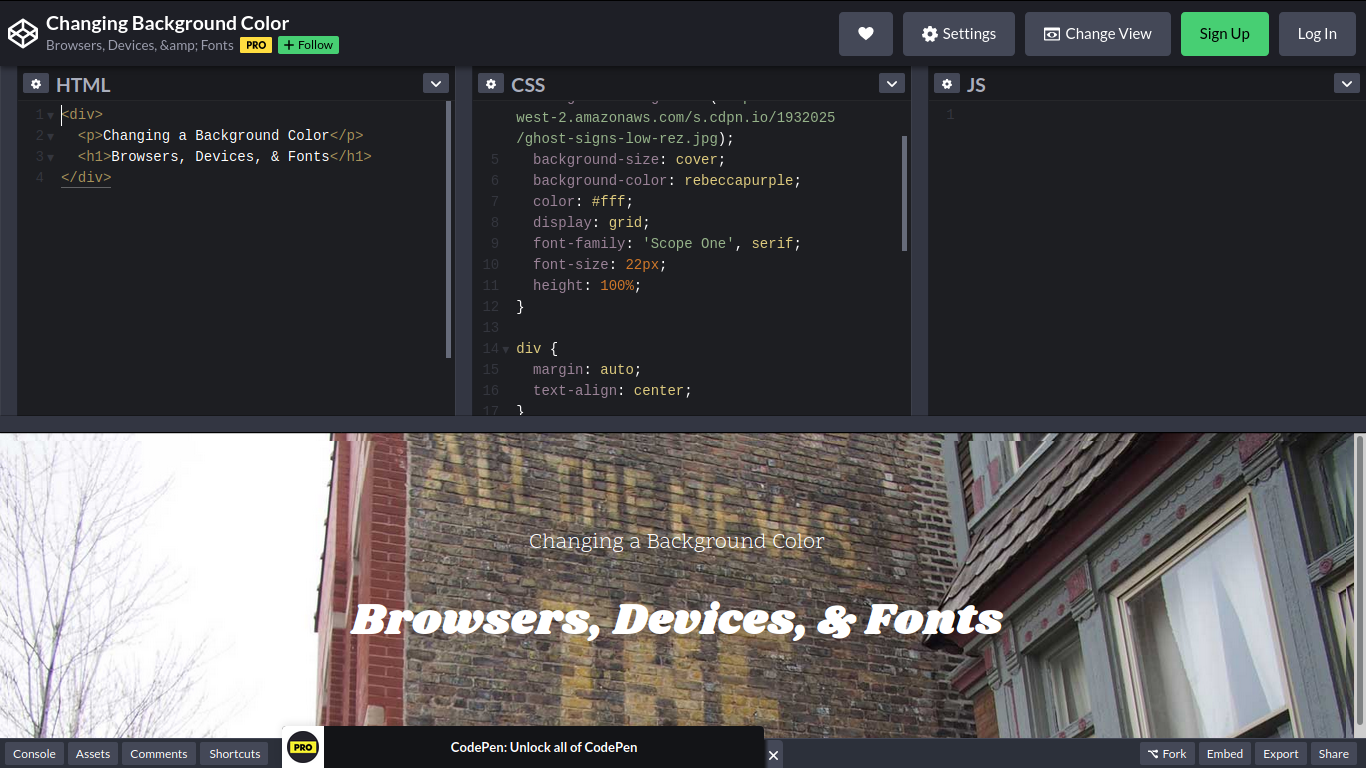 Changing Background Color
Browsers, Devices, &amp; Fonts PRO + Follow
Settings
Change View
Sign Up
Log In
HTML
1 <div>
2 <p>Changing a Background Color</p>
3 <h1>Browsers, Devices, & Fonts</h1>
4 </div>
CSS
west-2.amazonaws.com/s.cdpn.io/1932025
/ghost-signs-low-rez.jpg);
5 background-size: cover;
6 background-color: rebeccapurple;
7 color: #fff;
8 display: grid;
9 font-family: 'Scope One', serif;
10 font-size: 22px;
11 height: 100%;
12 }
13
14 div {
15 margin: auto;
16 text-align: center;
17 }
JS
1
ALL THE NEWS
Changing a Background Color
Browsers, Devices, & Fonts
THE
Console Assets Comments Shortcuts
PRO CodePen: Unlock all of CodePen
Fork Embed Export Share